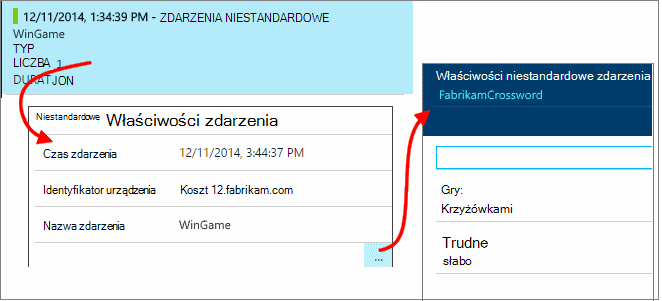 12/11/2014, 1:34:39 PM - ZDARZENIA NIESTANDARDOWE
WinGame
TYP
LICZBA 1
DURATJON
Niestandardowe Właściwości zdarzenia
Czas zdarzenia 12/11/2014, 3:44:37 PM
Identyfikator urządzenia Koszt 12.fabrikam.com
Nazwa zdarzenia WinGame
...
Właściwości niestandardowe zdarzenia
FabrikamCrossword
Gry:
Krzyżówkami
Trudne
słabo